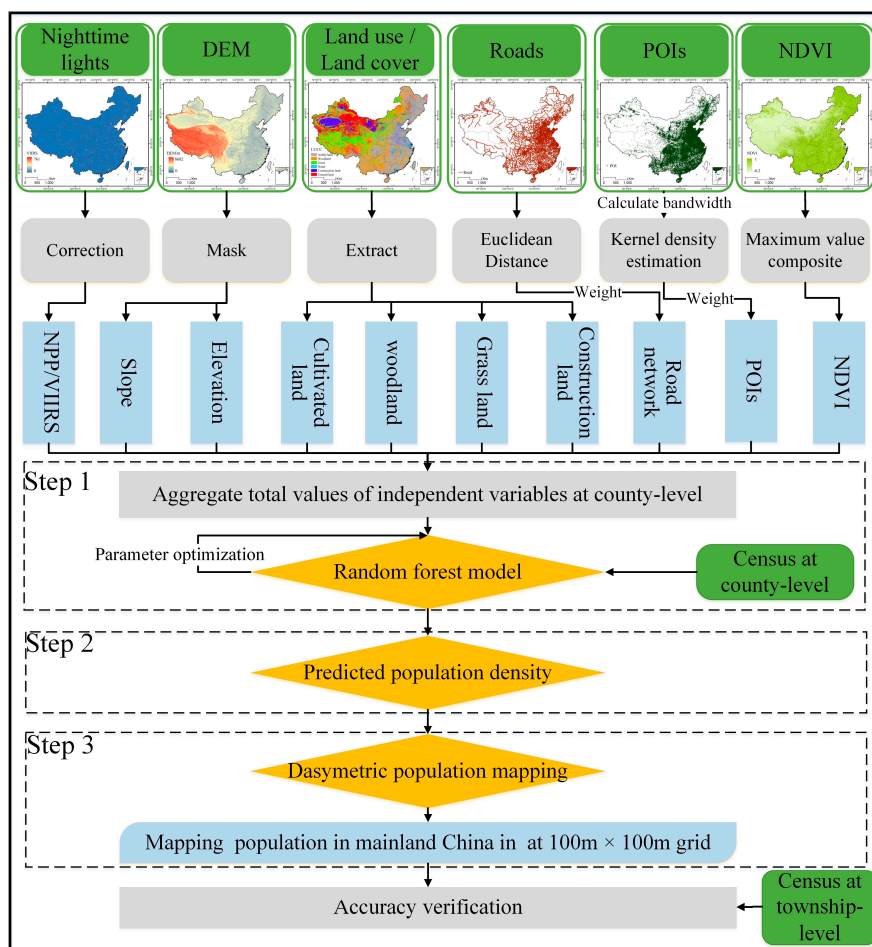 Nighttime
lights
DEM
Land use /
Land cover
Roads
POIs
NDVI
VIIRS
POI
Road
NDVI
Calculate bandwidth
Correction
Mask
Extract
Euclidean
Distance
Kernel density
estimation
Maximum value
composite
Weight
Weight
NPP/VIIRS
Slope
Elevation
Cultivated
land
woodland
Grass land
Construction
land
Road
network
POIs
NDVI
Step 1
Aggregate total values of independent variables at county-level
Parameter optimization
Random forest model
Census at
county-level
Step 2
Predicted population density
Step 3
Dasymetric population mapping
Mapping population in mainland China in at 100m × 100m grid
Accuracy verification
Census at
township-
level